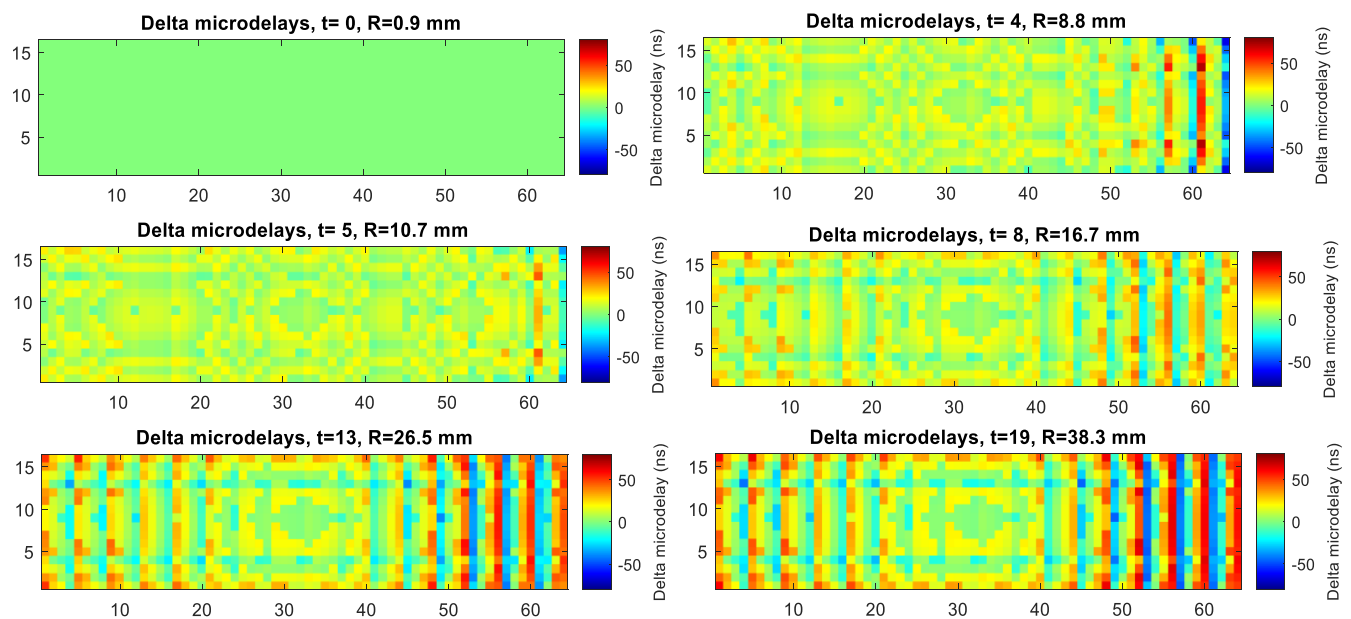 Delta microdelays, t= 0, R=0.9 mm
15
10
5
10 20 30 40 50 60
50
0
-50
Delta microdelay (ns)
Delta microdelays, t= 4, R=8.8 mm
15
10
5
10 20 30 40 50 60
50
0
-50
Delta microdelay (ns)
Delta microdelays, t= 5, R=10.7 mm
15
10
5
10 20 30 40 50 60
50
0
-50
Delta microdelay (ns)
Delta microdelays, t= 8, R=16.7 mm
15
10
5
10 20 30 40 50 60
50
0
-50
Delta microdelay (ns)
Delta microdelays, t=13, R=26.5 mm
15
10
5
10 20 30 40 50 60
50
0
-50
Delta microdelay (ns)
Delta microdelays, t=19, R=38.3 mm
15
10
5
10 20 30 40 50 60
50
0
-50
Delta microdelay (ns)